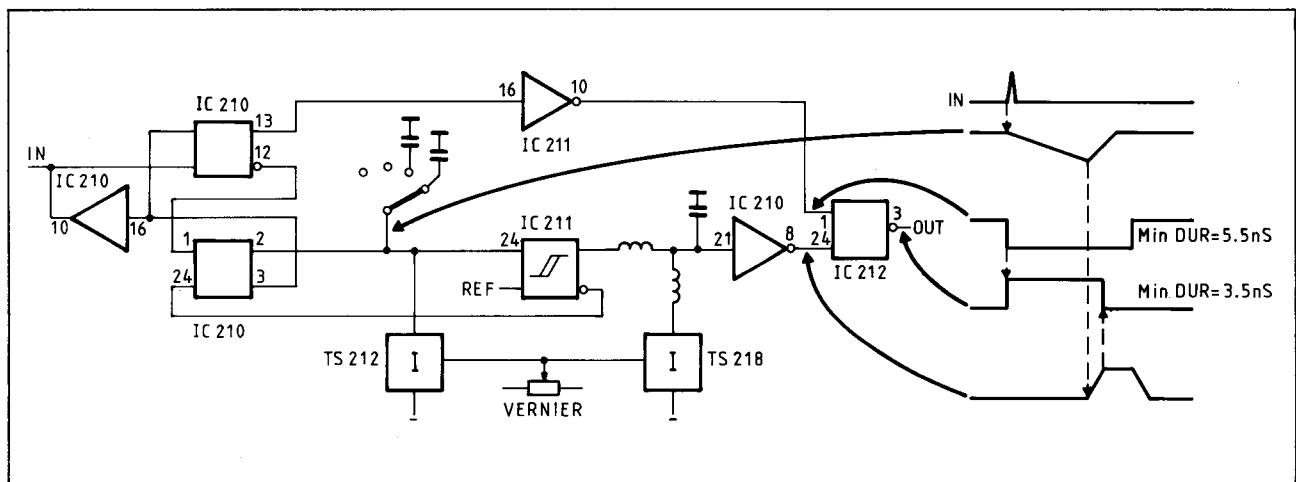 16
10
IC 211
IC 210
13
12
IN
IC 210
10
16
1
2
24
3
IC 210
IC 211
24
REF
TS 212
I
VERNIER
I
TS 218
IC 210
21
8
1
24
3
OUT
IC 212
IN
Min DUR=5.5nS
Min DUR=3.5nS